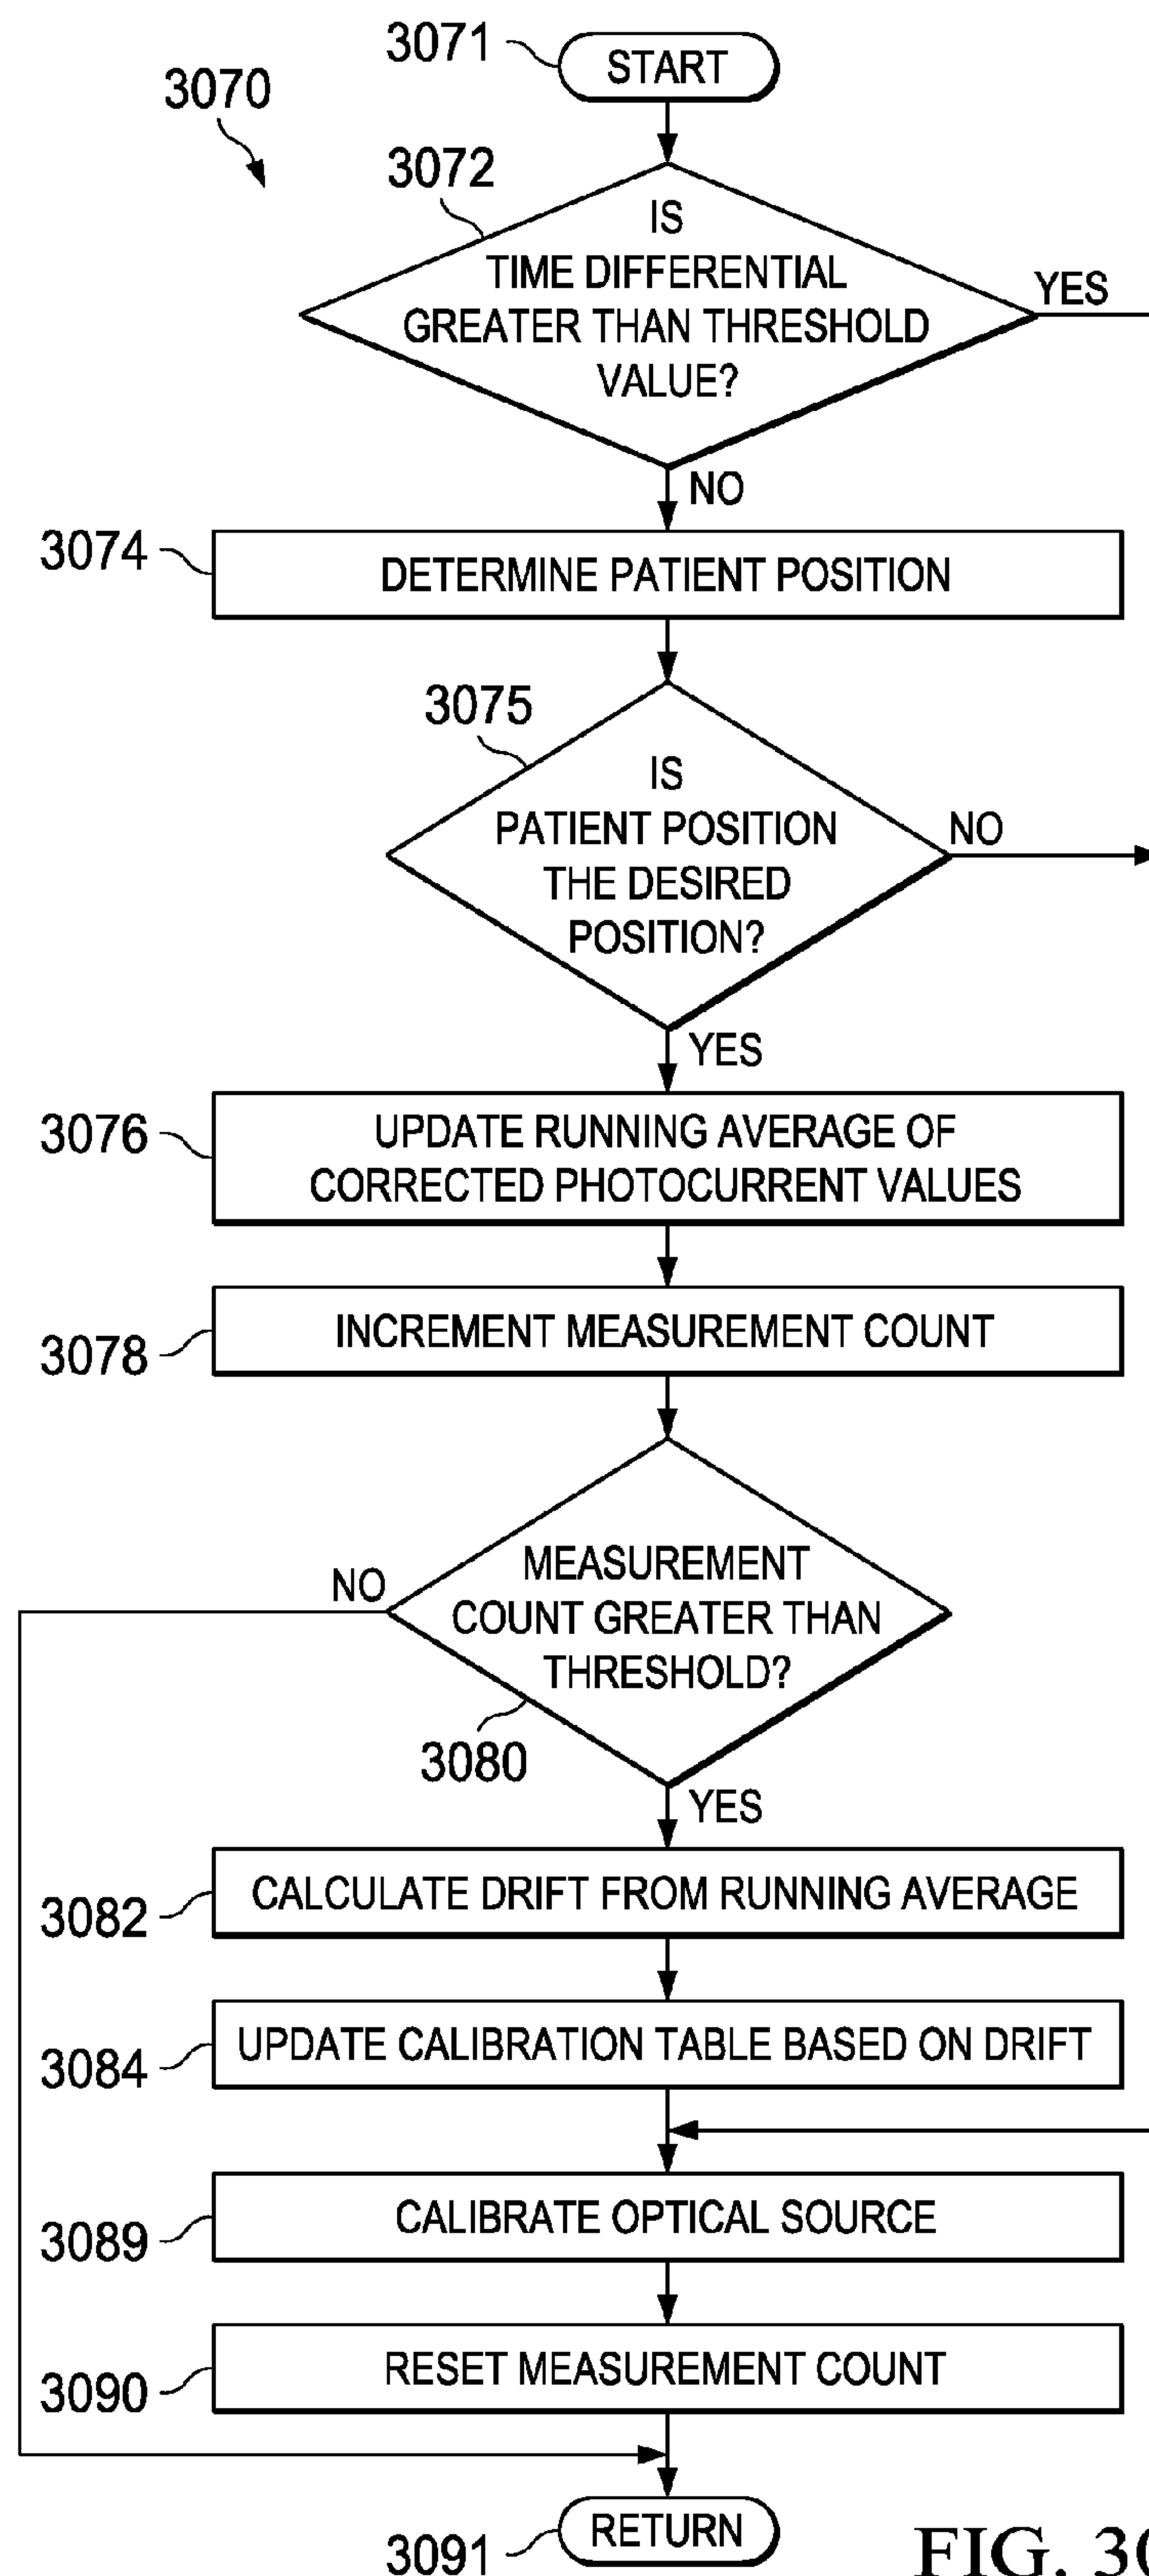 3071
START
3070
3072
IS
TIME DIFFERENTIAL
GREATER THAN THRESHOLD
VALUE?
YES
NO
3074
DETERMINE PATIENT POSITION
3075
IS
PATIENT POSITION
THE DESIRED
POSITION?
NO
YES
3076
UPDATE RUNNING AVERAGE OF
CORRECTED PHOTOCURRENT VALUES
3078
INCREMENT MEASUREMENT COUNT
MEASUREMENT
COUNT GREATER THAN
THRESHOLD?
NO
3080
YES
3082
CALCULATE DRIFT FROM RUNNING AVERAGE
3084
UPDATE CALIBRATION TABLE BASED ON DRIFT
3089
CALIBRATE OPTICAL SOURCE
3090
RESET MEASUREMENT COUNT
3091
RETURN
FIG. 30